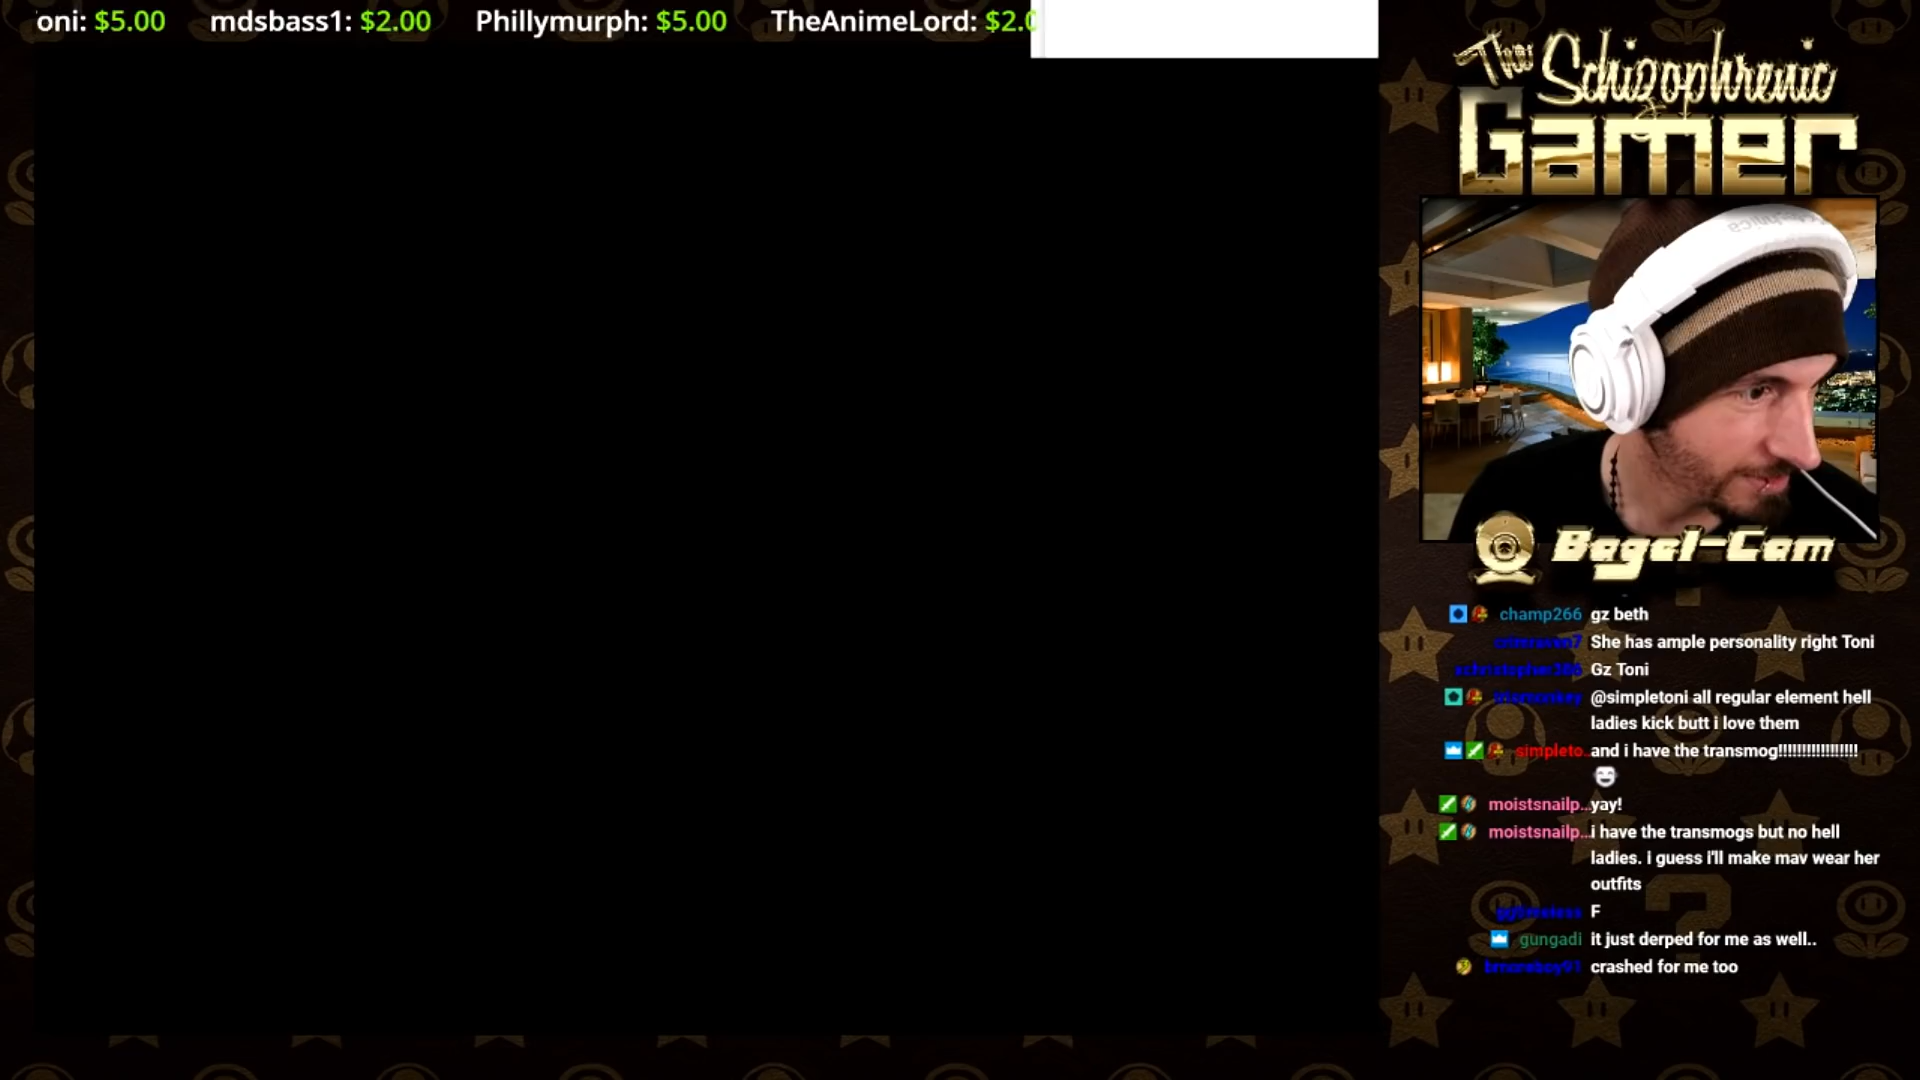 oni: $5.00 mdsbass1: $2.00 Phillymurph: $5.00 TheAnimeLord: $2.0
The
Schizophrenic
Gamer
Bagel-Cam
champ266 gz beth
She has ample personality right Toni
Gz Toni
@simpletoni all regular element hell
ladies kick butt i love them
simpleto.. and i have the transmog!!!!!!!!!!!!!!!!!
moistsnailp... yay!
moistsnailp... i have the transmogs but no hell
ladies. i guess i'll make mav wear her
outfits
F
gungadi it just derped for me as well..
crashed for me too